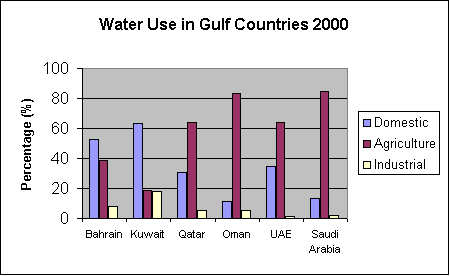 Water Use in Gulf Countries 2000
Percentage (%)
100
80
60
40
20
0
Bahrain Kuwait Qatar Oman UAE Saudi
Arabia
Domestic
Agriculture
Industrial